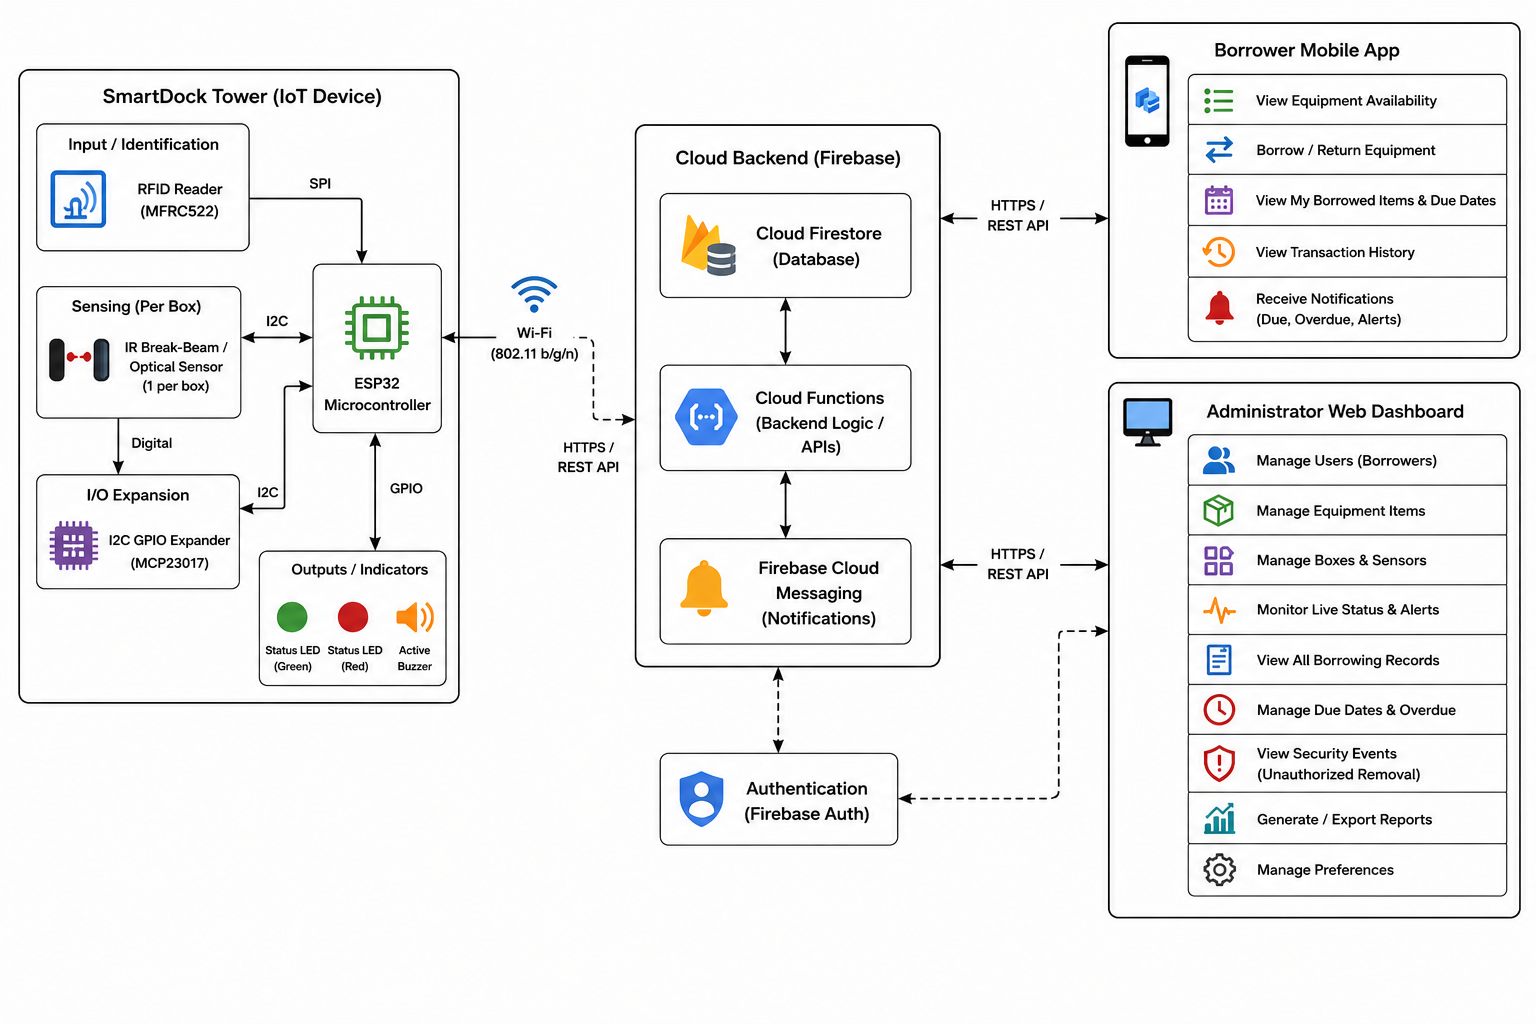 SmartDock Tower (IoT Device)
Input / Identification
RFID Reader
(MFRC522)
SPI
Sensing (Per Box)
IR Break-Beam /
Optical Sensor
(1 per box)
I2C
ESP32
Microcontroller
Digital
I/O Expansion
I2C GPIO Expander
(MCP23017)
I2C
GPIO
Outputs / Indicators
Status LED
(Green)
Status LED
(Red)
Active
Buzzer
Wi-Fi
(802.11 b/g/n)
HTTPS /
REST API
Cloud Backend (Firebase)
Cloud Firestore
(Database)
Cloud Functions
(Backend Logic /
APIs)
Firebase Cloud
Messaging
(Notifications)
Authentication
(Firebase Auth)
HTTPS /
REST API
HTTPS /
REST API
Borrower Mobile App
View Equipment Availability
Borrow / Return Equipment
View My Borrowed Items & Due Dates
View Transaction History
Receive Notifications
(Due, Overdue, Alerts)
Administrator Web Dashboard
Manage Users (Borrowers)
Manage Equipment Items
Manage Boxes & Sensors
Monitor Live Status & Alerts
View All Borrowing Records
Manage Due Dates & Overdue
View Security Events
(Unauthorized Removal)
Generate / Export Reports
Manage Preferences